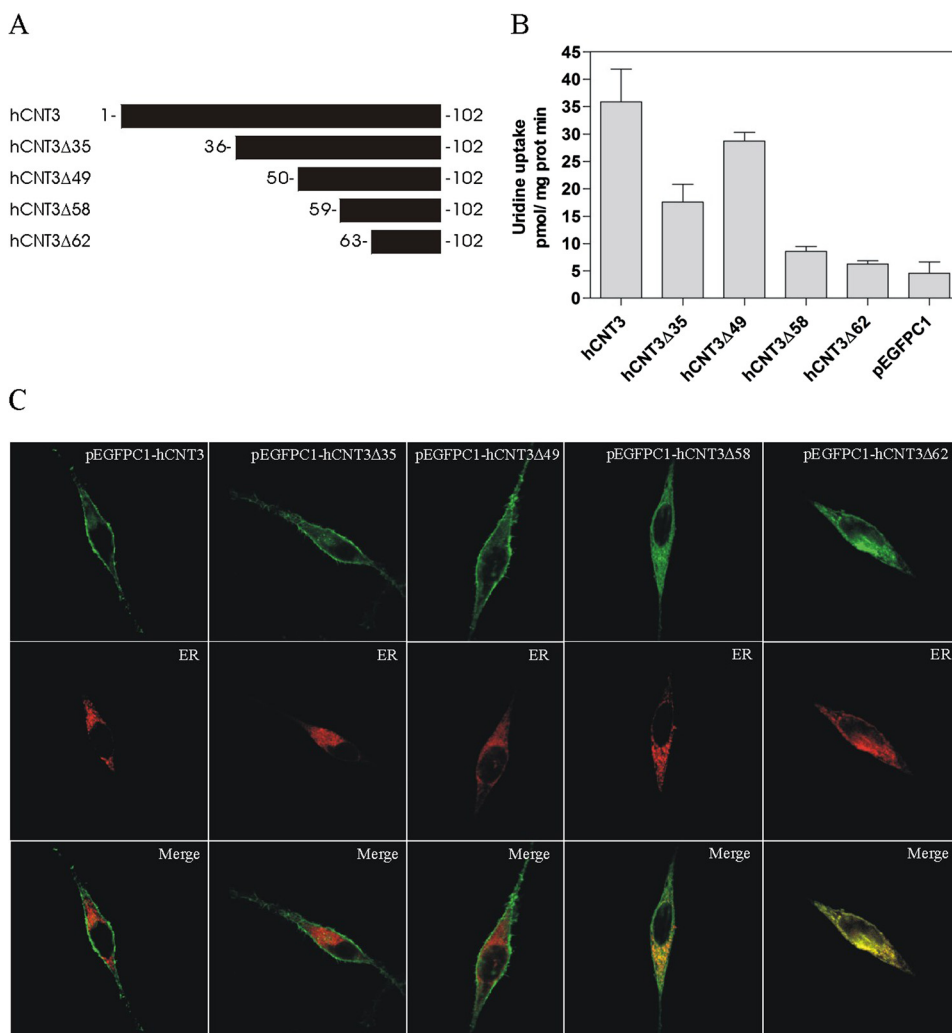 A
hCNT3 1- -102
hCNT3Δ35 36- -102
hCNT3Δ49 50- -102
hCNT3Δ58 59- -102
hCNT3Δ62 63- -102
B
Uridine uptake
pmol/ mg prot min
45
40
35
30
25
20
15
10
5
0
hCNT3
hCNT3Δ35
hCNT3Δ49
hCNT3Δ58
hCNT3Δ62
pEGFPC1
C
pEGFPC1-hCNT3 pEGFPC1-hCNT3Δ35 pEGFPC1-hCNT3Δ49 pEGFPC1-hCNT3Δ58 pEGFPC1-hCNT3Δ62
ER ER ER ER ER
Merge Merge Merge Merge Merge